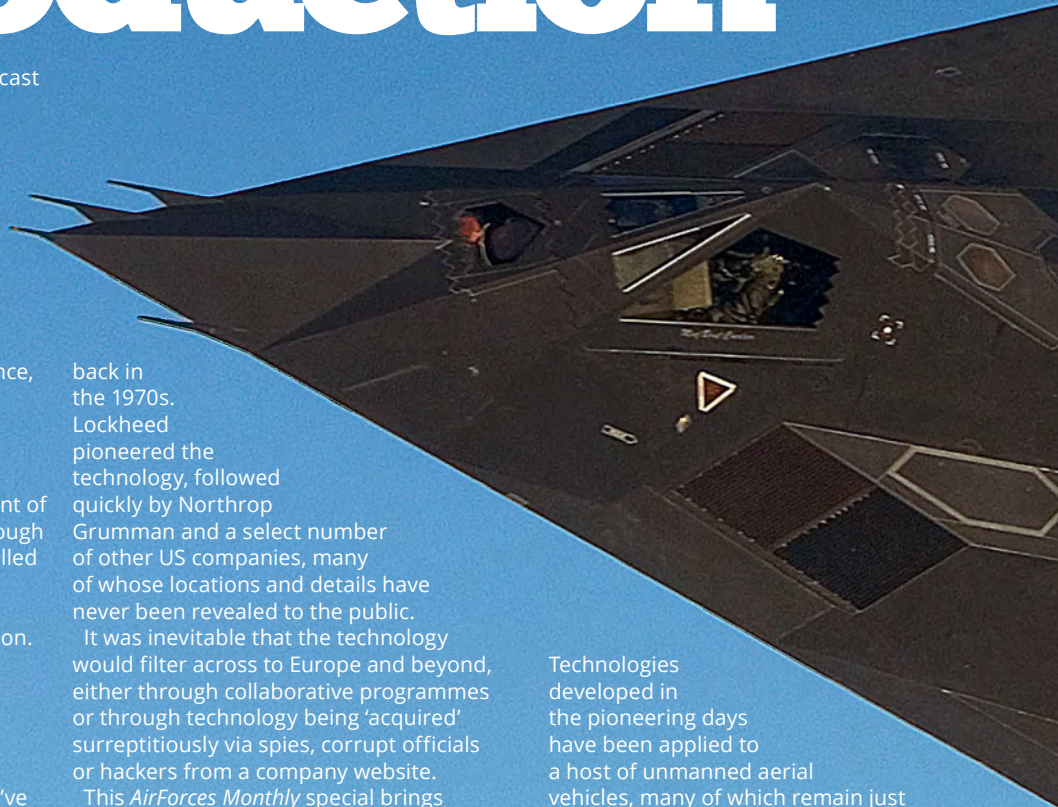 oduction
cast
nce,
nt of
ough
lled
on.
've
back in
the 1970s.
Lockheed
pioneered the
technology, followed
quickly by Northrop
Grumman and a select number
of other US companies, many
of whose locations and details have
never been revealed to the public.
It was inevitable that the technology
would filter across to Europe and beyond,
either through collaborative programmes
or through technology being ‘acquired’
surreptitiously via spies, corrupt officials
or hackers from a company website.
This AirForces Monthly special brings
Technologies
developed in
the pioneering days
have been applied to
a host of unmanned aerial
vehicles, many of which remain just